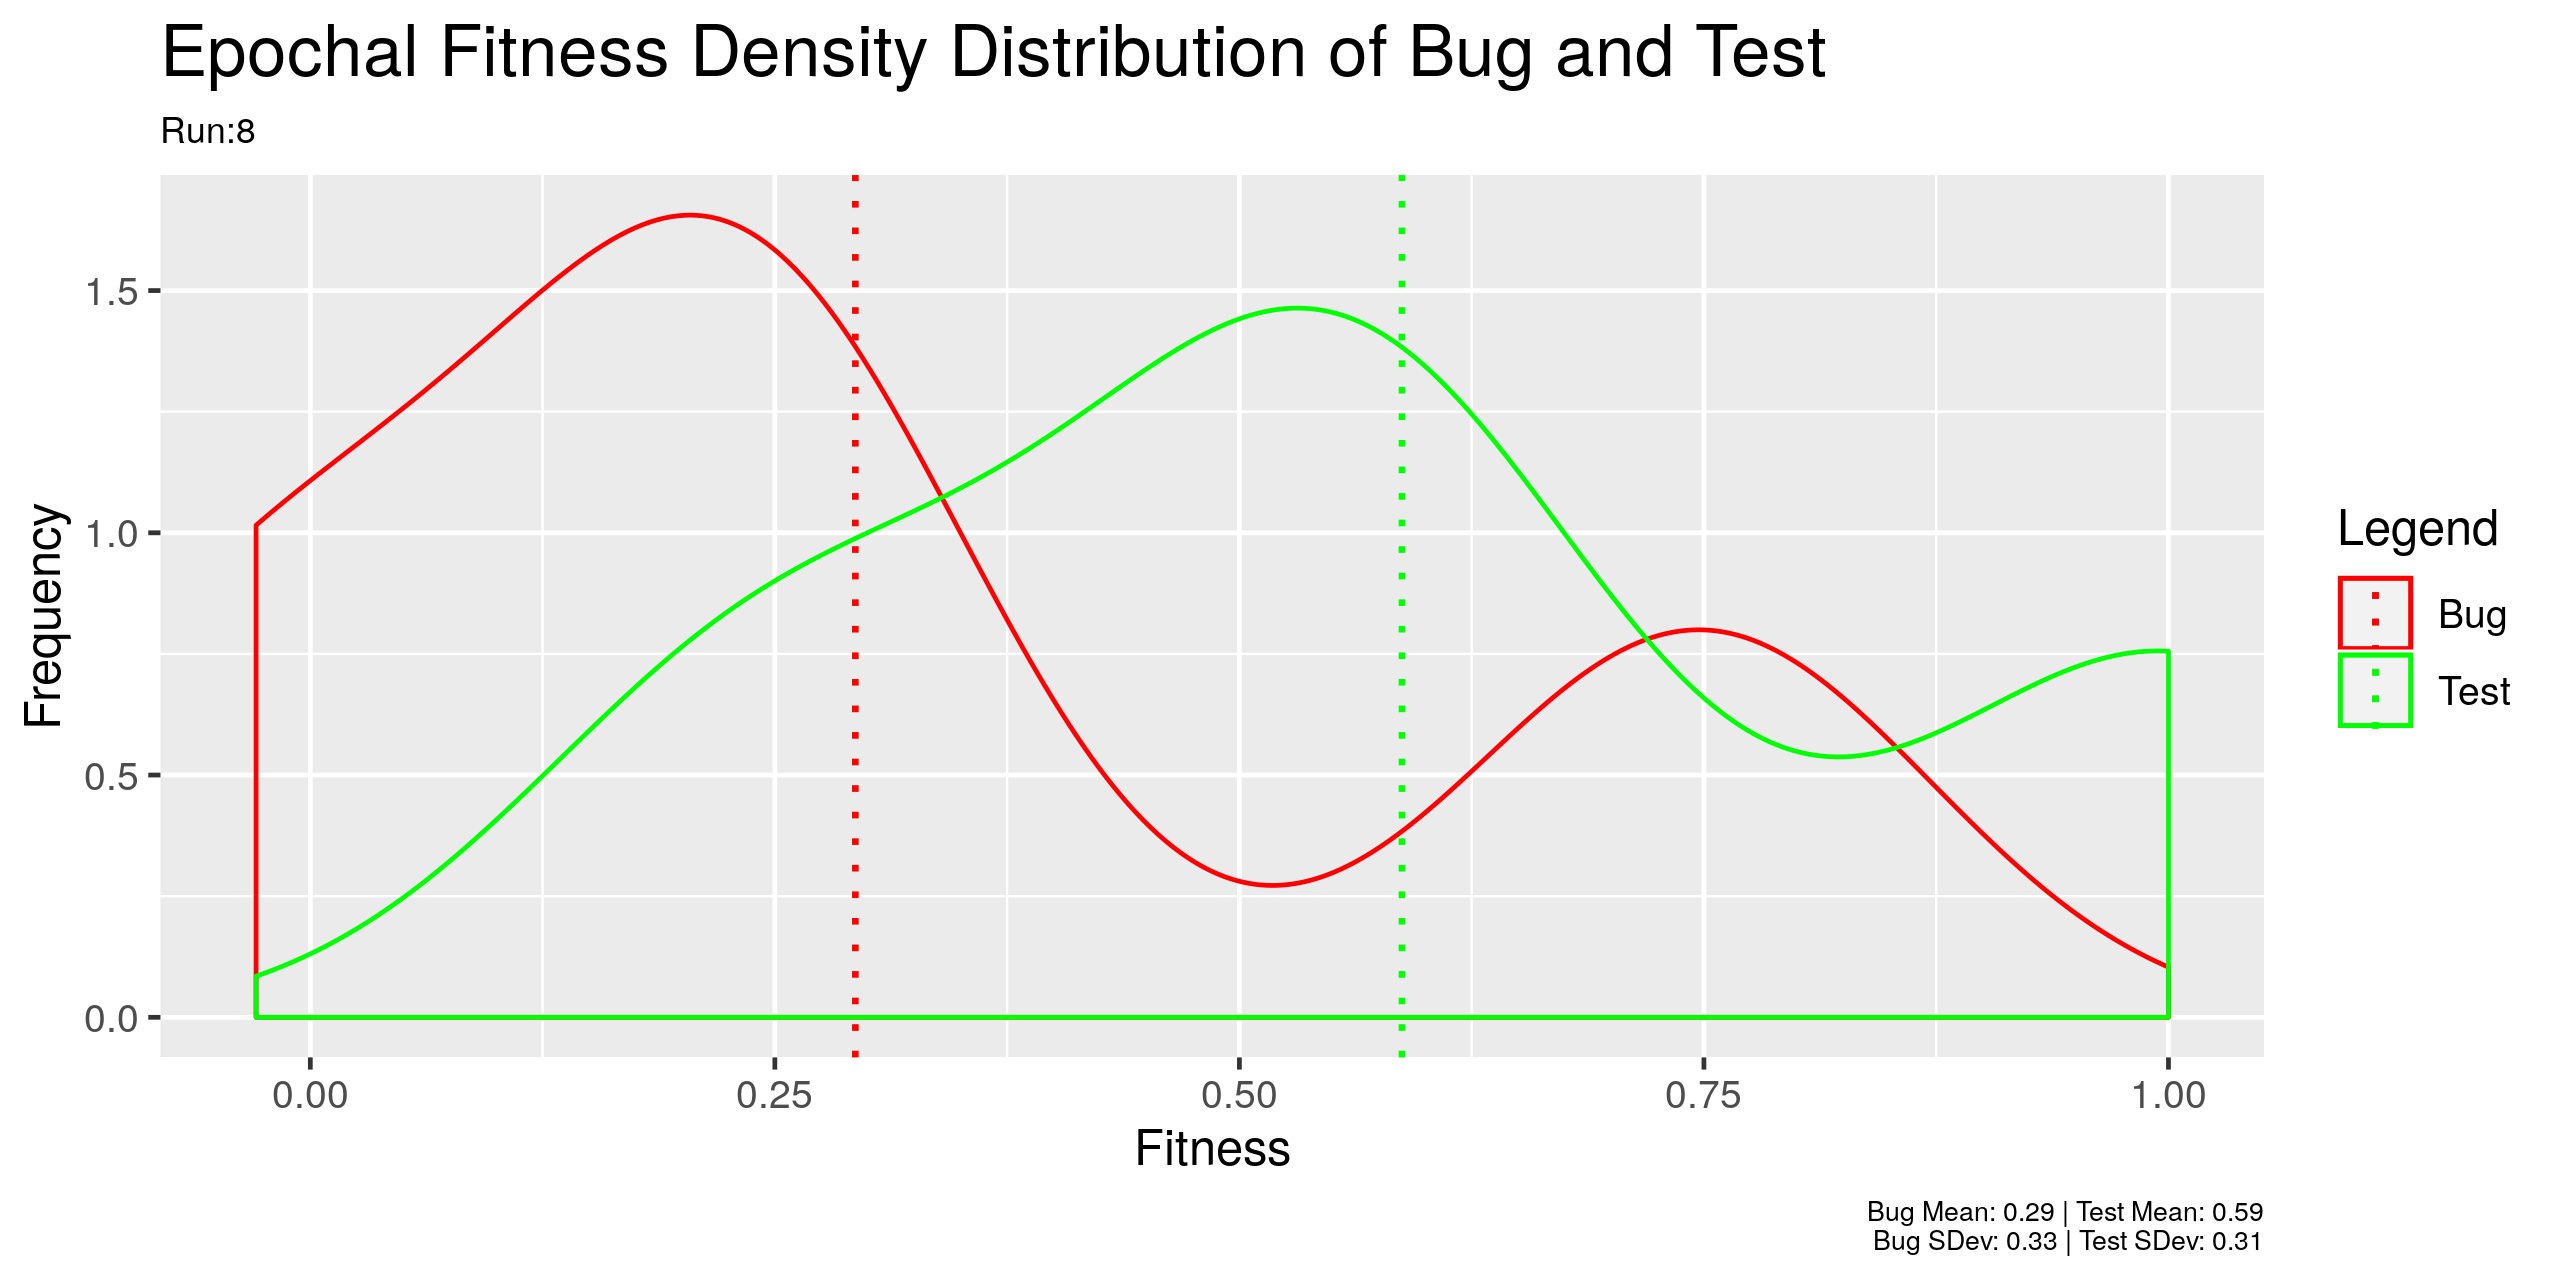 Epochal Fitness Density Distribution of Bug and Test
Run:8
Frequency
1.5
1.0
0.5
0.0
0.00 0.25 0.50 0.75 1.00
Fitness
Legend
Bug
Test
Bug Mean: 0.29 | Test Mean: 0.59
Bug SDev: 0.33 | Test SDev: 0.31